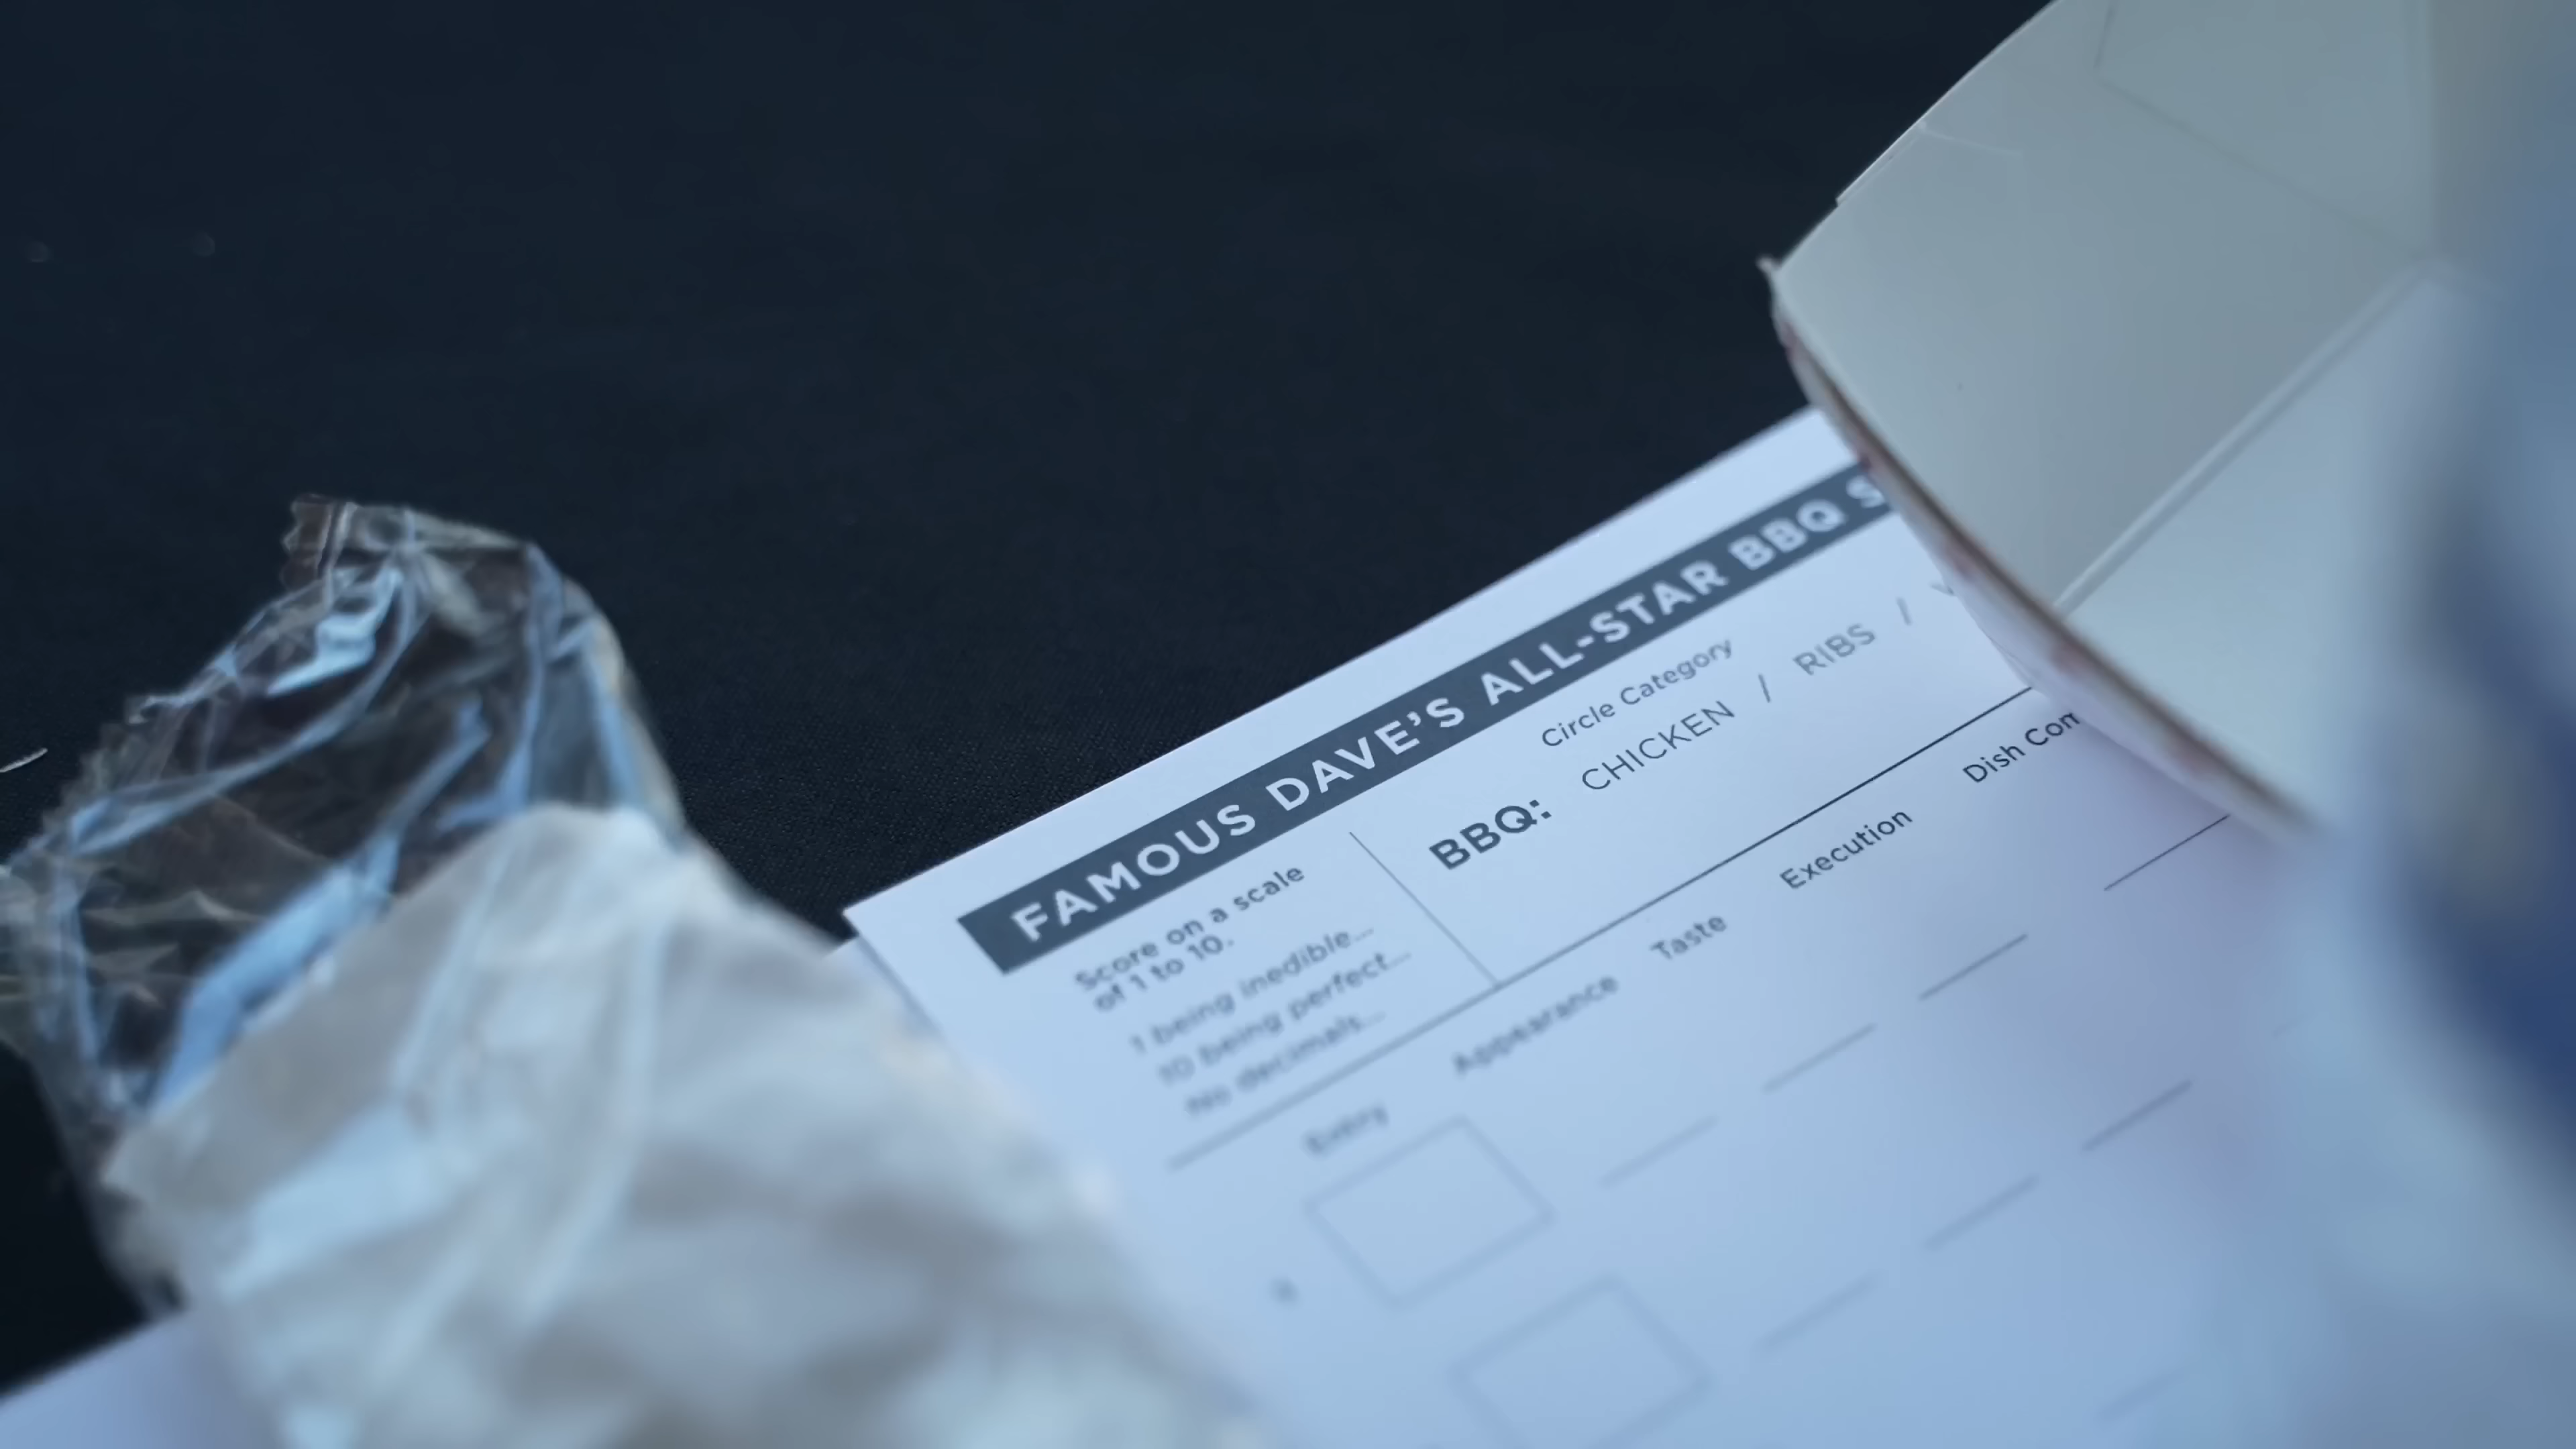 FAMOUS DAVE'S ALL-STAR BBQ S
Score on a scale
of 1 to 10.
1 being inedible...
10 being perfect...
No decimals...
Circle Category
BBQ: CHICKEN / RIBS /
Entry Appearance Taste Execution Dish Com